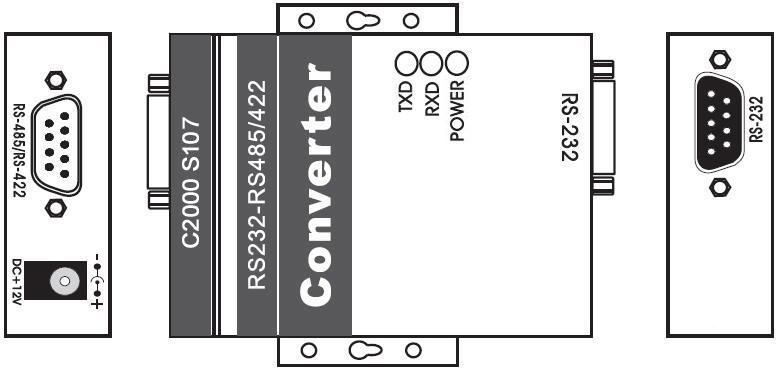 RS-485/RS-422
DC+12V
- +
C2000 S107
RS232-RS485/422
Converter
TXD
RXD
POWER
RS-232
RS-232